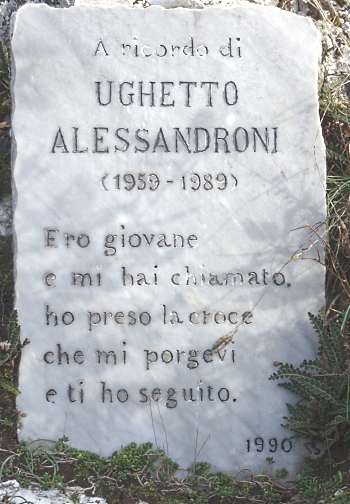 A ricordo di
UGHETTO
ALESSANDRONI
(1959-1989)
Ero giovane
e mi hai chiamato,
ho preso la croce
che mi porgevi
e ti ho seguito.
1990